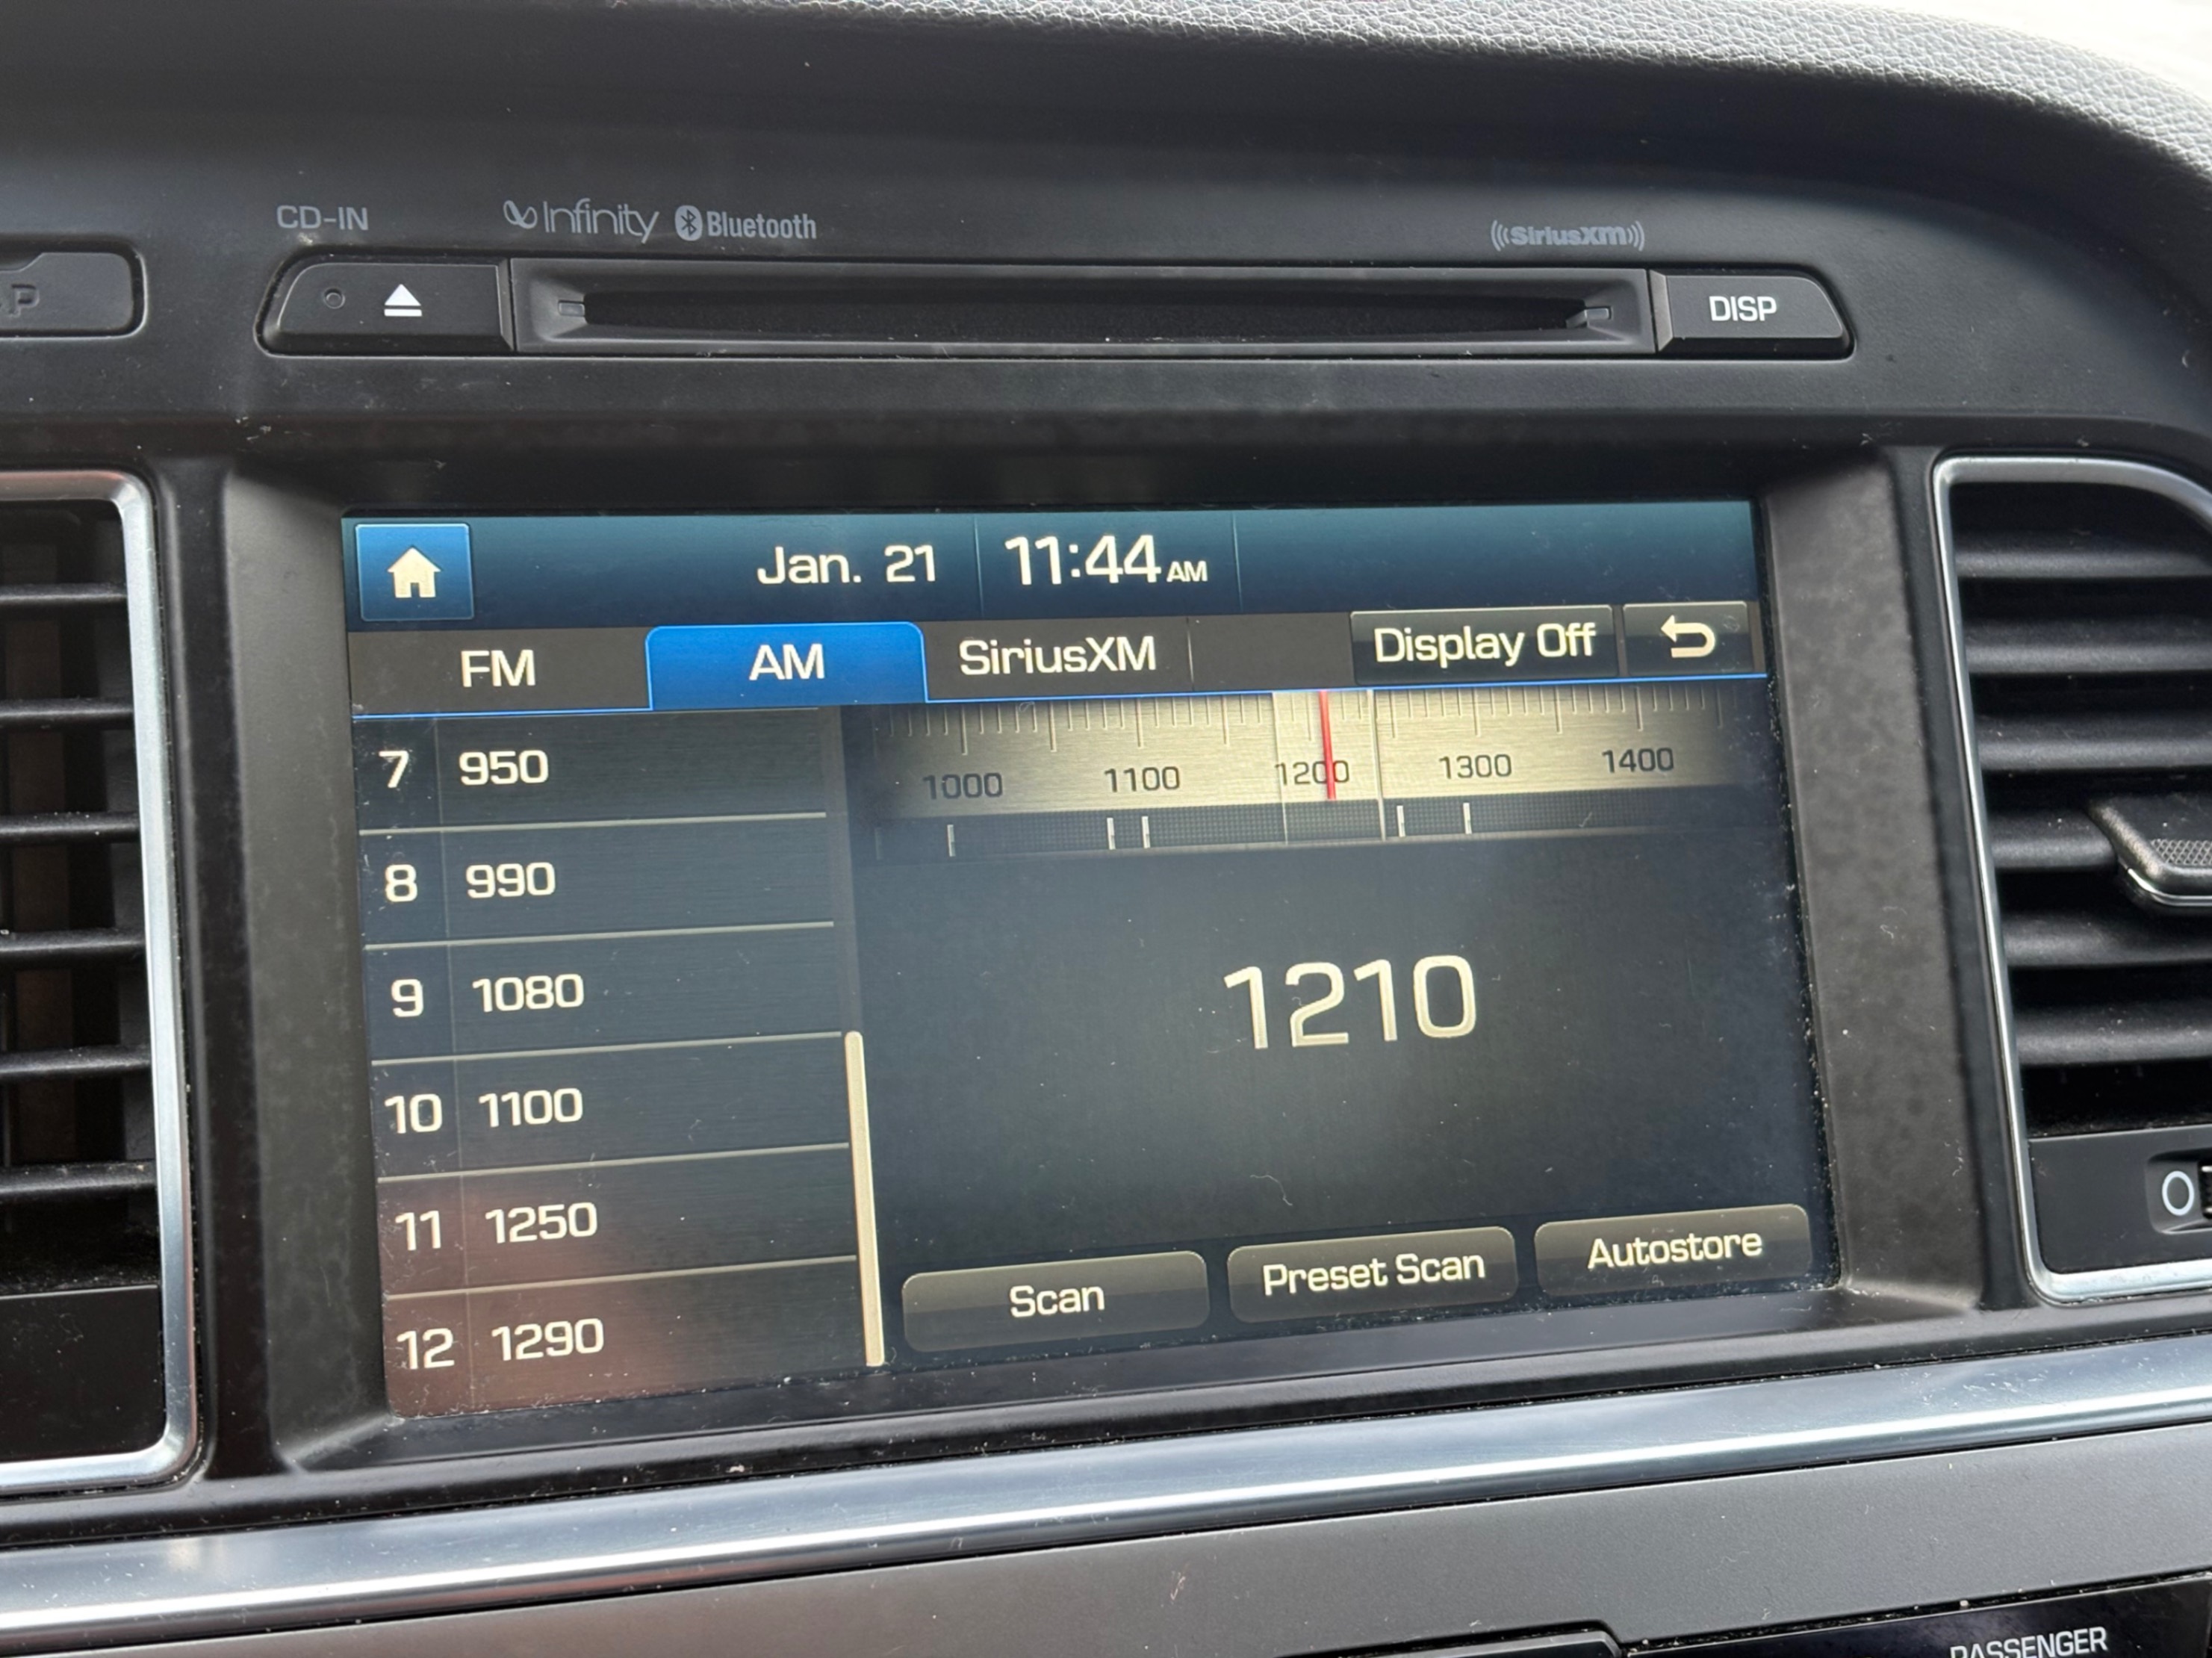 CD-IN Infinity Bluetooth SiriusXM
P
DISP
Jan. 21 11:44 AM
FM AM SiriusXM Display Off
7 950
8 990
9 1080
10 1100
11 1250
12 1290
1000 1100 1200 1300 1400
1210
Scan Preset Scan Autostore
PASSENGER